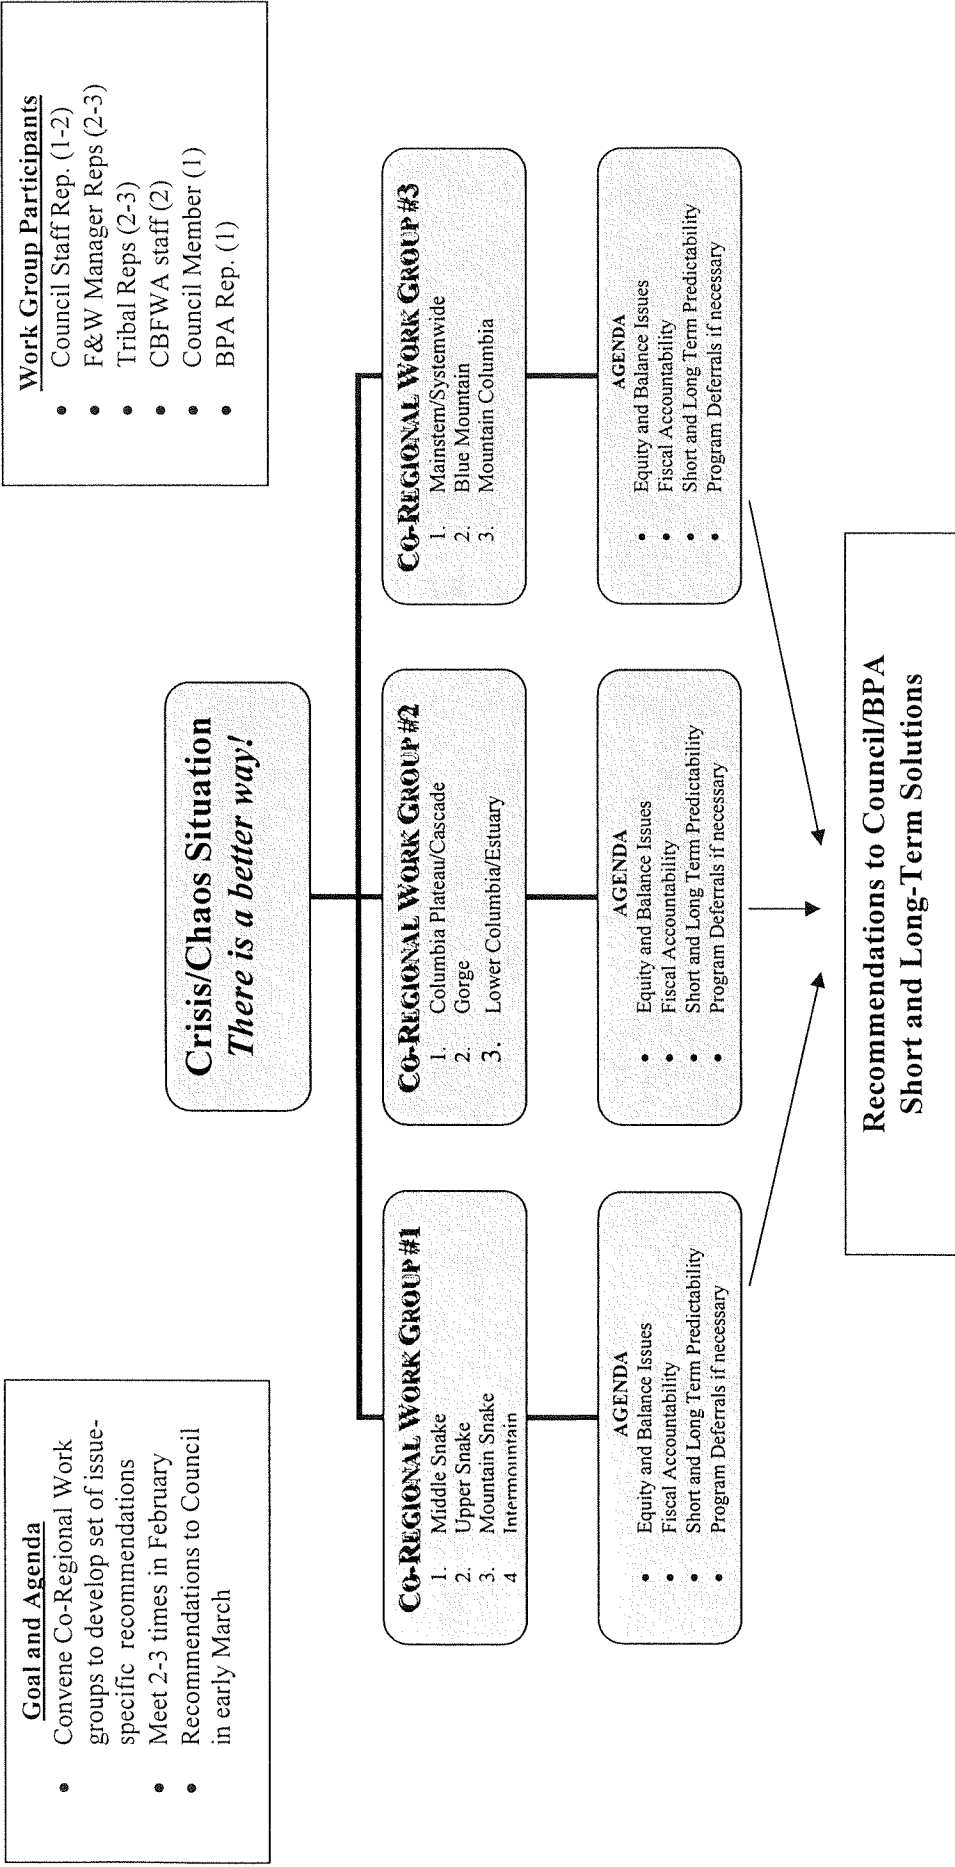 Goal and Agenda
• Convene Co-Regional Work
groups to develop set of issue-
specific recommendations
• Meet 2-3 times in February
• Recommendations to Council
in early March
Crisis/Chaos Situation
There is a better way!
Work Group Participants
• Council Staff Rep. (1-2)
• F&W Manager Reps (2-3)
• Tribal Reps (2-3)
• CBFWA staff (2)
• Council Member (1)
• BPA Rep. (1)
CO-REGIONAL WORK GROUP #1
1. Middle Snake
2. Upper Snake
3. Mountain Snake
4 Intermountain
CO-REGIONAL WORK GROUP #2
1. Columbia Plateau/Cascade
2. Gorge
3. Lower Columbia/Estuary
CO-REGIONAL WORK GROUP #3
1. Mainstem/Systemwide
2. Blue Mountain
3. Mountain Columbia
AGENDA
• Equity and Balance Issues
• Fiscal Accountability
• Short and Long Term Predictability
• Program Deferrals if necessary
AGENDA
• Equity and Balance Issues
• Fiscal Accountability
• Short and Long Term Predictability
• Program Deferrals if necessary
AGENDA
• Equity and Balance Issues
• Fiscal Accountability
• Short and Long Term Predictability
• Program Deferrals if necessary
Recommendations to Council/BPA
Short and Long-Term Solutions